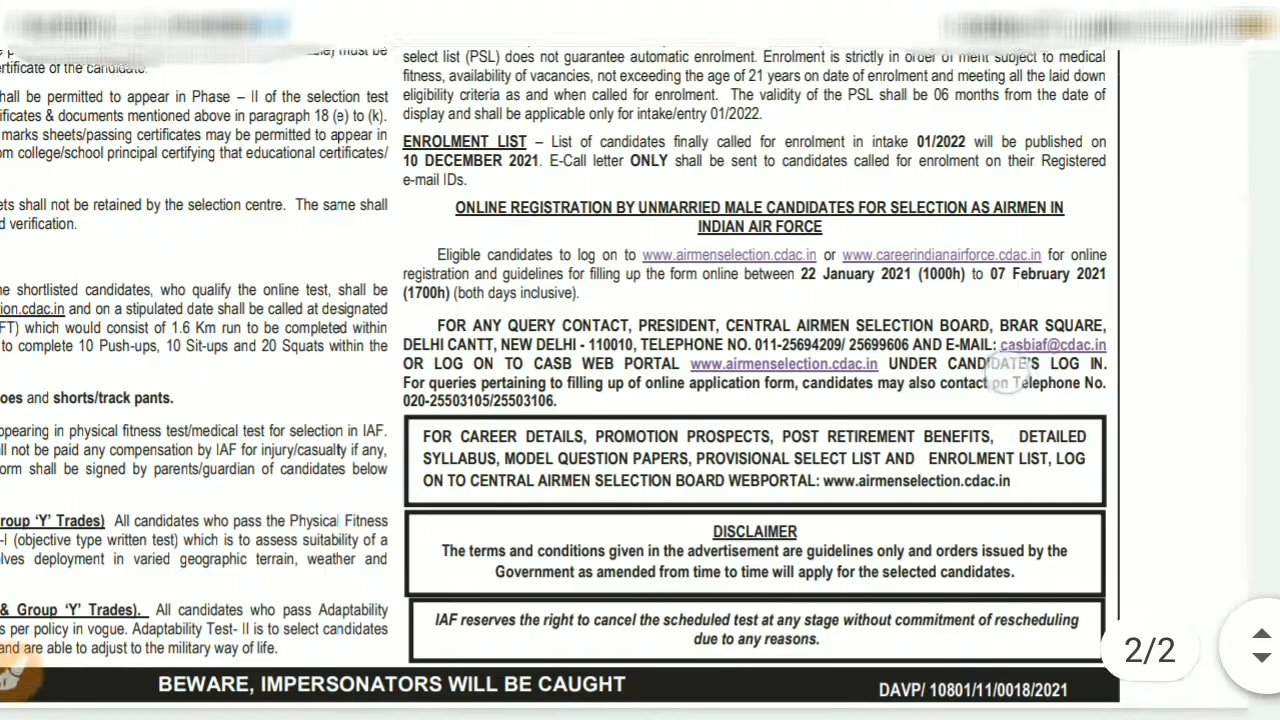 must be
ertificate of the candidate.
hall be permitted to appear in Phase – II of the selection test
ificates & documents mentioned above in paragraph 18 (e) to (k).
marks sheets/passing certificates may be permitted to appear in
om college/school principal certifying that educational certificates/
ets shall not be retained by the selection centre. The same shall
d verification.
ne shortlisted candidates, who qualify the online test, shall be
ion.cdac.in and on a stipulated date shall be called at designated
FT) which would consist of 1.6 Km run to be completed within
to complete 10 Push-ups, 10 Sit-ups and 20 Squats within the
oes and shorts/track pants.
ppearing in physical fitness test/medical test for selection in IAF.
ll not be paid any compensation by IAF for injury/casualty if any,
orm shall be signed by parents/guardian of candidates below
roup ‘Y’ Trades) All candidates who pass the Physical Fitness
-I (objective type written test) which is to assess suitability of a
lves deployment in varied geographic terrain, weather and
& Group ‘Y’ Trades). All candidates who pass Adaptability
s per policy in vogue. Adaptability Test- II is to select candidates
and are able to adjust to the military way of life.
select list (PSL) does not guarantee automatic enrolment. Enrolment is strictly in order of merit subject to medical
fitness, availability of vacancies, not exceeding the age of 21 years on date of enrolment and meeting all the laid down
eligibility criteria as and when called for enrolment. The validity of the PSL shall be 06 months from the date of
display and shall be applicable only for intake/entry 01/2022.
ENROLMENT LIST – List of candidates finally called for enrolment in intake 01/2022 will be published on
10 DECEMBER 2021. E-Call letter ONLY shall be sent to candidates called for enrolment on their Registered
e-mail IDs.
ONLINE REGISTRATION BY UNMARRIED MALE CANDIDATES FOR SELECTION AS AIRMEN IN
INDIAN AIR FORCE
Eligible candidates to log on to www.airmenselection.cdac.in or www.careerindianairforce.cdac.in for online
registration and guidelines for filling up the form online between 22 January 2021 (1000h) to 07 February 2021
(1700h) (both days inclusive).
FOR ANY QUERY CONTACT, PRESIDENT, CENTRAL AIRMEN SELECTION BOARD, BRAR SQUARE,
DELHI CANTT, NEW DELHI - 110010, TELEPHONE NO. 011-25694209/ 25699606 AND E-MAIL: casbiaf@cdac.in
OR LOG ON TO CASB WEB PORTAL www.airmenselection.cdac.in UNDER CANDIDATE’S LOG IN.
For queries pertaining to filling up of online application form, candidates may also contact on Telephone No.
020-25503105/25503106.
FOR CAREER DETAILS, PROMOTION PROSPECTS, POST RETIREMENT BENEFITS, DETAILED
SYLLABUS, MODEL QUESTION PAPERS, PROVISIONAL SELECT LIST AND ENROLMENT LIST, LOG
ON TO CENTRAL AIRMEN SELECTION BOARD WEBPORTAL: www.airmenselection.cdac.in
DISCLAIMER
The terms and conditions given in the advertisement are guidelines only and orders issued by the
Government as amended from time to time will apply for the selected candidates.
IAF reserves the right to cancel the scheduled test at any stage without commitment of rescheduling
due to any reasons.
2/2
BEWARE, IMPERSONATORS WILL BE CAUGHT
DAVP/ 10801/11/0018/2021